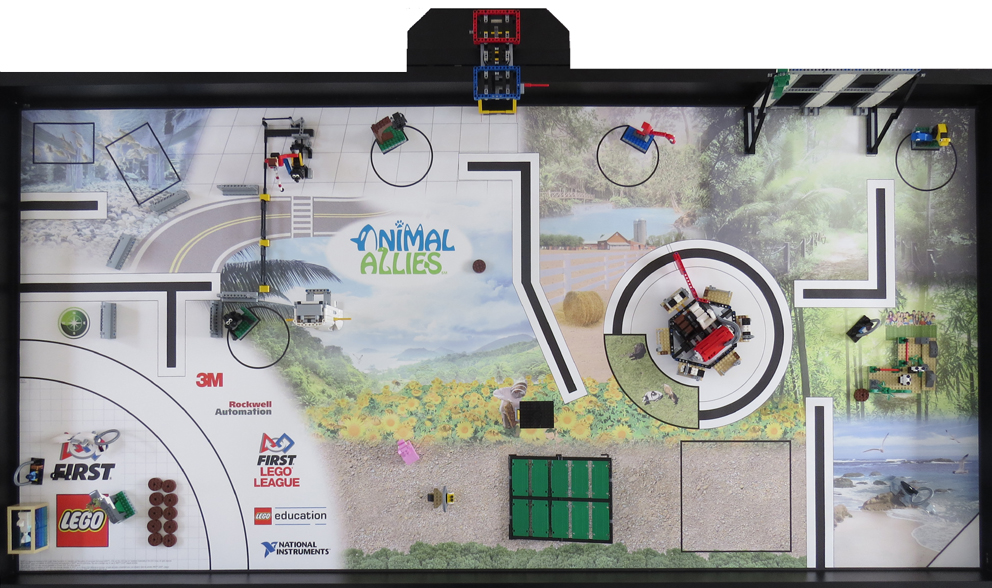 ANIMAL
ALLIES
3M
Rockwell
Automation
FIRST
FIRST
LEGO
LEAGUE
LEGO
LEGO education
NATIONAL
INSTRUMENTS